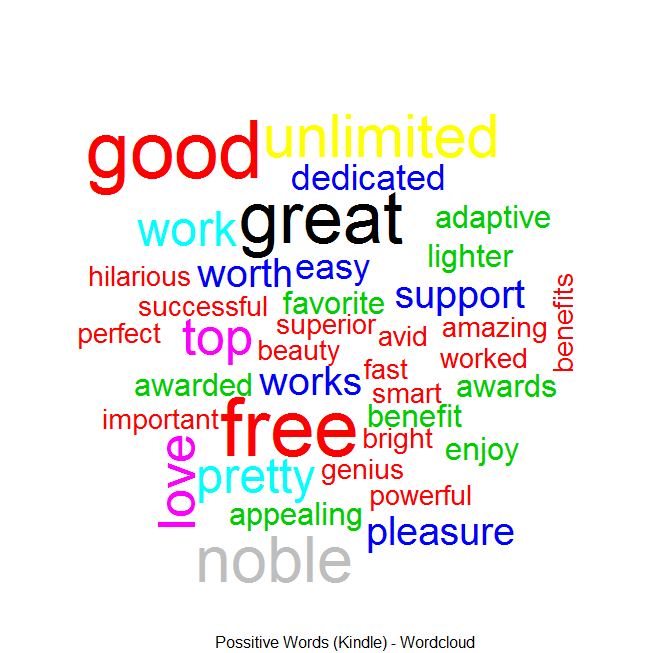 good
unlimited
dedicated
great
work
adaptive
lighter
hilarious
worth
easy
support
benefits
successful
favorite
perfect
top
superior
avid
amazing
beauty
worked
fast
awarded
works
smart
awards
important
free
benefit
bright
enjoy
love
pretty
genius
powerful
appealing
pleasure
noble
Possitive Words (Kindle) - Wordcloud